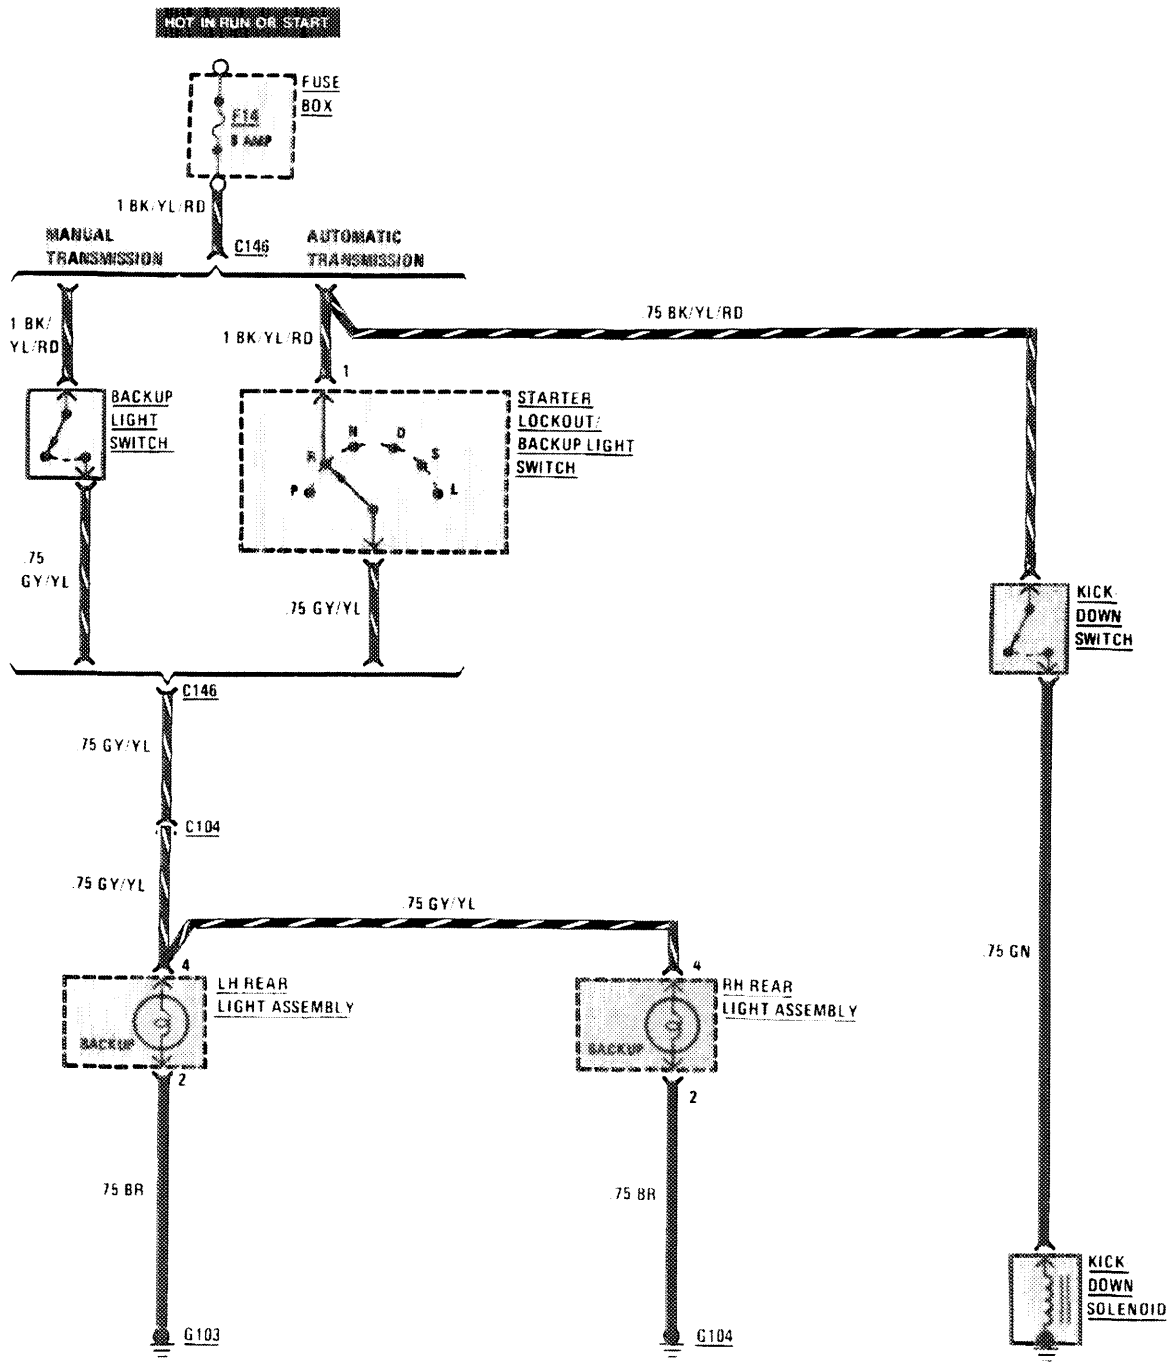 HOT IN RUN OR START
FUSE
BOX
F14
8 AMP
1 BK/YL/RD
MANUAL
TRANSMISSION
C146
AUTOMATIC
TRANSMISSION
1 BK/
YL/RD
1 BK/YL/RD
.75 BK/YL/RD
1
BACKUP
LIGHT
SWITCH
P
R
N
D
S
L
STARTER
LOCKOUT/
BACKUP LIGHT
SWITCH
.75
GY/YL
.75 GY/YL
KICK
DOWN
SWITCH
C146
.75 GY/YL
C104
.75 GY/YL
.75 GY/YL
4
LH REAR
LIGHT ASSEMBLY
BACKUP
2
4
RH REAR
LIGHT ASSEMBLY
BACKUP
2
.75 GN
75 BR
.75 BR
G103
G104
KICK
DOWN
SOLENOID